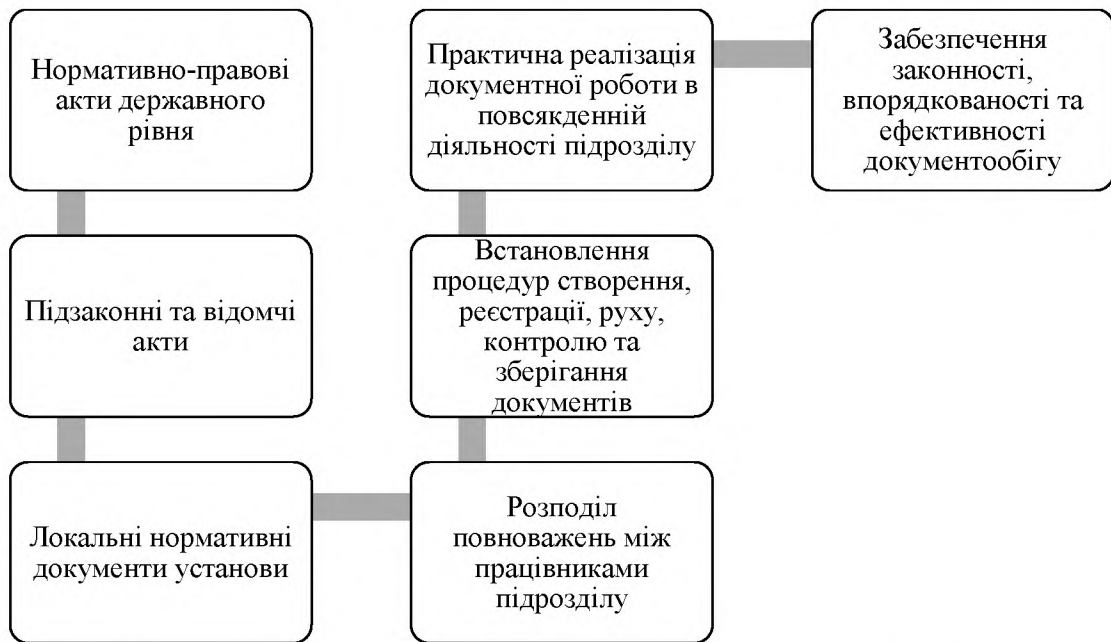 Нормативно-правові
акти державного
рівня
Підзаконні та відомчі
акти
Локальні нормативні
документи установи
Розподіл
повноважень між
працівниками
підрозділу
Встановлення
процедур створення,
реєстрації, руху,
контролю та
зберігання
документів
Практична реалізація
документної роботи в
повсякденній
діяльності підрозділу
Забезпечення
законності,
впорядкованості та
ефективності
документообігу